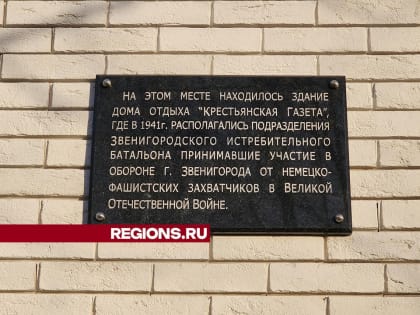 НА ЭТОМ МЕСТЕ НАХОДИЛОСЬ ЗДАНИЕ
ДОМА ОТДЫХА "КРЕСТЬЯНСКАЯ ГАЗЕТА",
ГДЕ В 1941г. РАСПОЛАГАЛИСЬ ПОДРАЗДЕЛЕНИЯ
ЗВЕНИГОРОДСКОГО ИСТРЕБИТЕЛЬНОГО
БАТАЛЬОНА ПРИНИМАВШИЕ УЧАСТИЕ В
ОБОРОНЕ Г. ЗВЕНИГОРОДА ОТ НЕМЕЦКО-
ФАШИСТСКИХ ЗАХВАТЧИКОВ В ВЕЛИКОЙ
ОТЕЧЕСТВЕННОЙ ВОЙНЕ.
REGIONS.RU